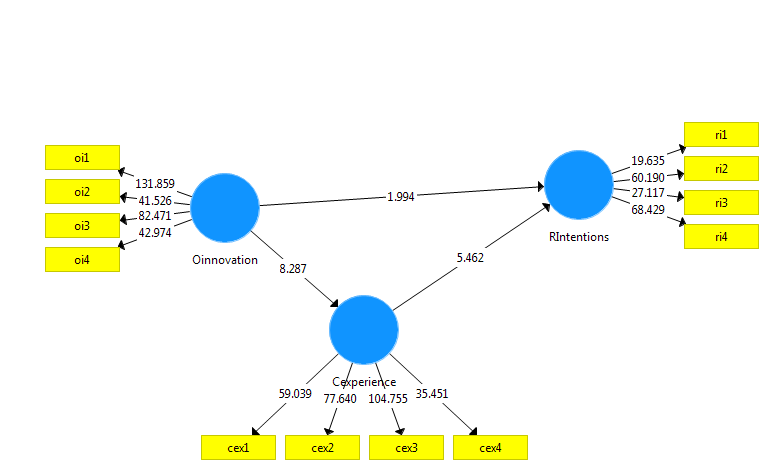 ri1
19.635
oi1
ri2
60.190
131.859
oi2
ri3
27.117
41.526
1.994
82.471
oi3
68.429
ri4
42.974
RIntentions
oi4
Oinnovation
5.462
8.287
Cexperience
59.039
77.640
104.755
35.451
cex1
cex2
cex3
cex4